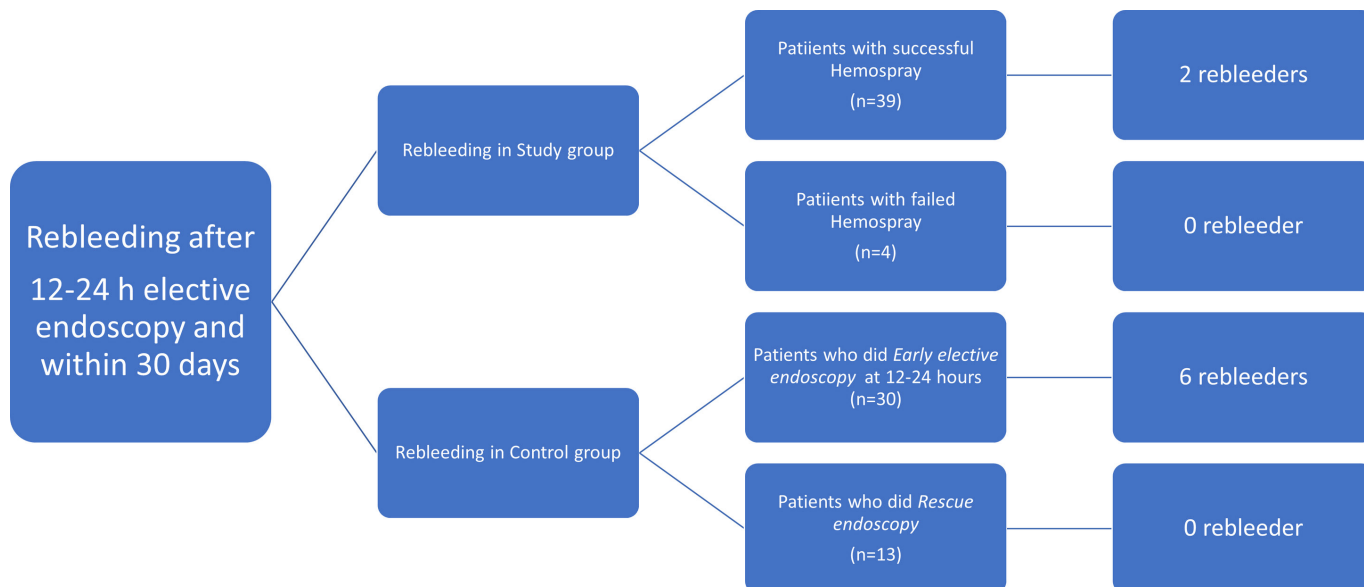 Rebleeding after
12-24 h elective
endoscopy and
within 30 days
Rebleeding in Study group
Patiients with successful
Hemospray
(n=39)
2 rebleeders
Patiients with failed
Hemospray
(n=4)
0 rebleeder
Rebleeding in Control group
Patients who did Early elective
endoscopy at 12-24 hours
(n=30)
6 rebleeders
Patients who did Rescue
endoscopy
(n=13)
0 rebleeder